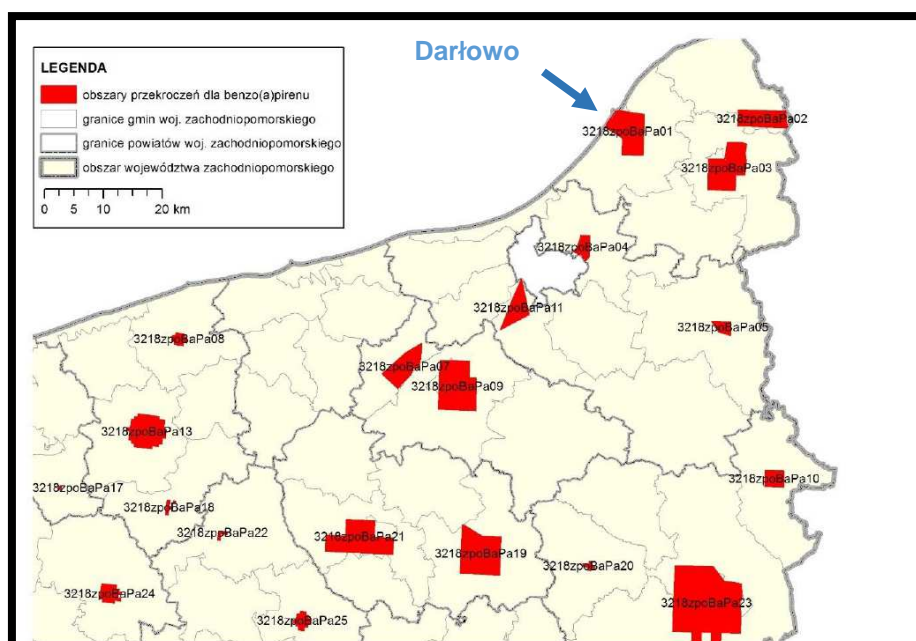 Darłowo
LEGENDA
obszary przekroczeń dla benzo(a)pirenu
granice gmin woj. zachodniopomorskiego
granice powiatów woj. zachodniopomorskiego
obszar województwa zachodniopomorskiego
0 5 10 20 km
3218zpoBaPa01
3218zpoBaPa02
3218zpoBaPa03
3218zpoBaPa04
3218zpoBaPa11
3218zpoBaPa05
3218zpoBaPa08
3218zpoBaPa07
3218zpoBaPa09
3218zpoBaPa13
3218zpoBaPa10
3218zpoBaPa17
3218zpoBaPa18
3218zpoBaPa22
3218zpoBaPa21
3218zpoBaPa19
3218zpoBaPa20
3218zpoBaPa24
3218zpoBaPa23
3218zpoBaPa25